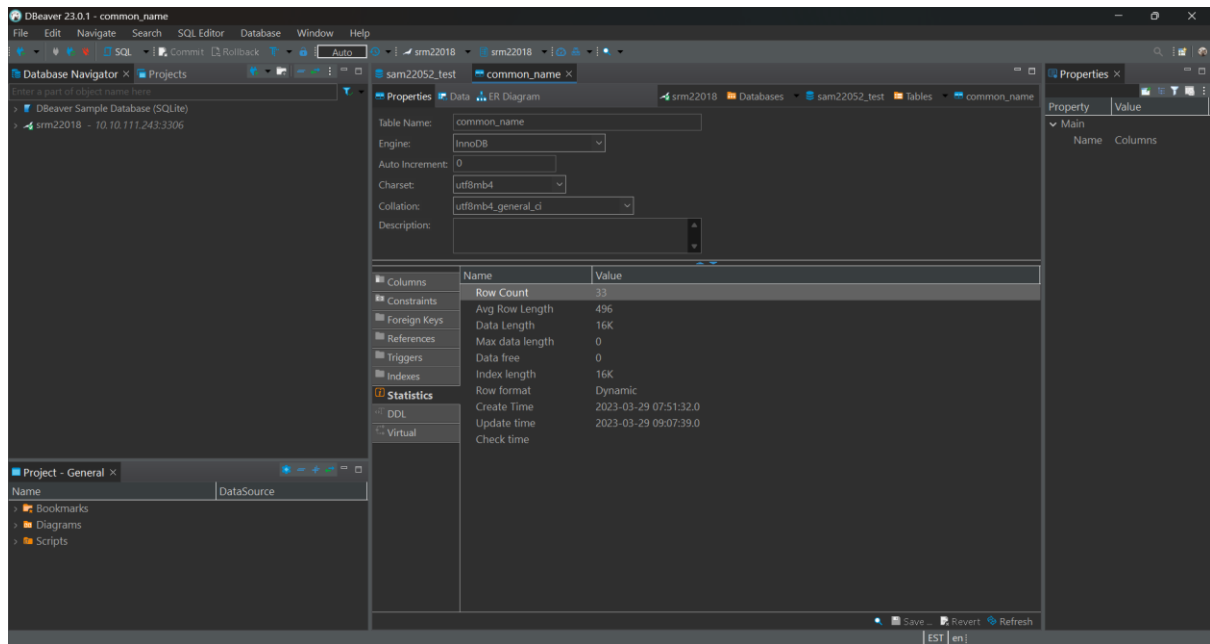 DBeaver 23.0.1 - common_name
File Edit Navigate Search SQL Editor Database Window Help
SQL Commit Rollback Auto srm22018 srm22018
Database Navigator Projects
Enter a part of object name here
DBeaver Sample Database (SQLite)
srm22018 - 10.10.111.243:3306
sam22052_test common_name
Properties Data ER Diagram srm22018 Databases sam22052_test Tables common_name
Table Name: common_name
Engine: InnoDB
Auto Increment: 0
Charset: utf8mb4
Collation: utf8mb4_general_ci
Description:
Columns
Constraints
Foreign Keys
References
Triggers
Indexes
Statistics
DDL
Virtual
Name Value
Row Count 33
Avg Row Length 496
Data Length 16K
Max data length 0
Data free 0
Index length 16K
Row format Dynamic
Create Time 2023-03-29 07:51:32.0
Update time 2023-03-29 09:07:39.0
Check time
Save ... Revert Refresh
Properties
Property Value
Main
Name Columns
Project - General
Name DataSource
Bookmarks
Diagrams
Scripts
EST en